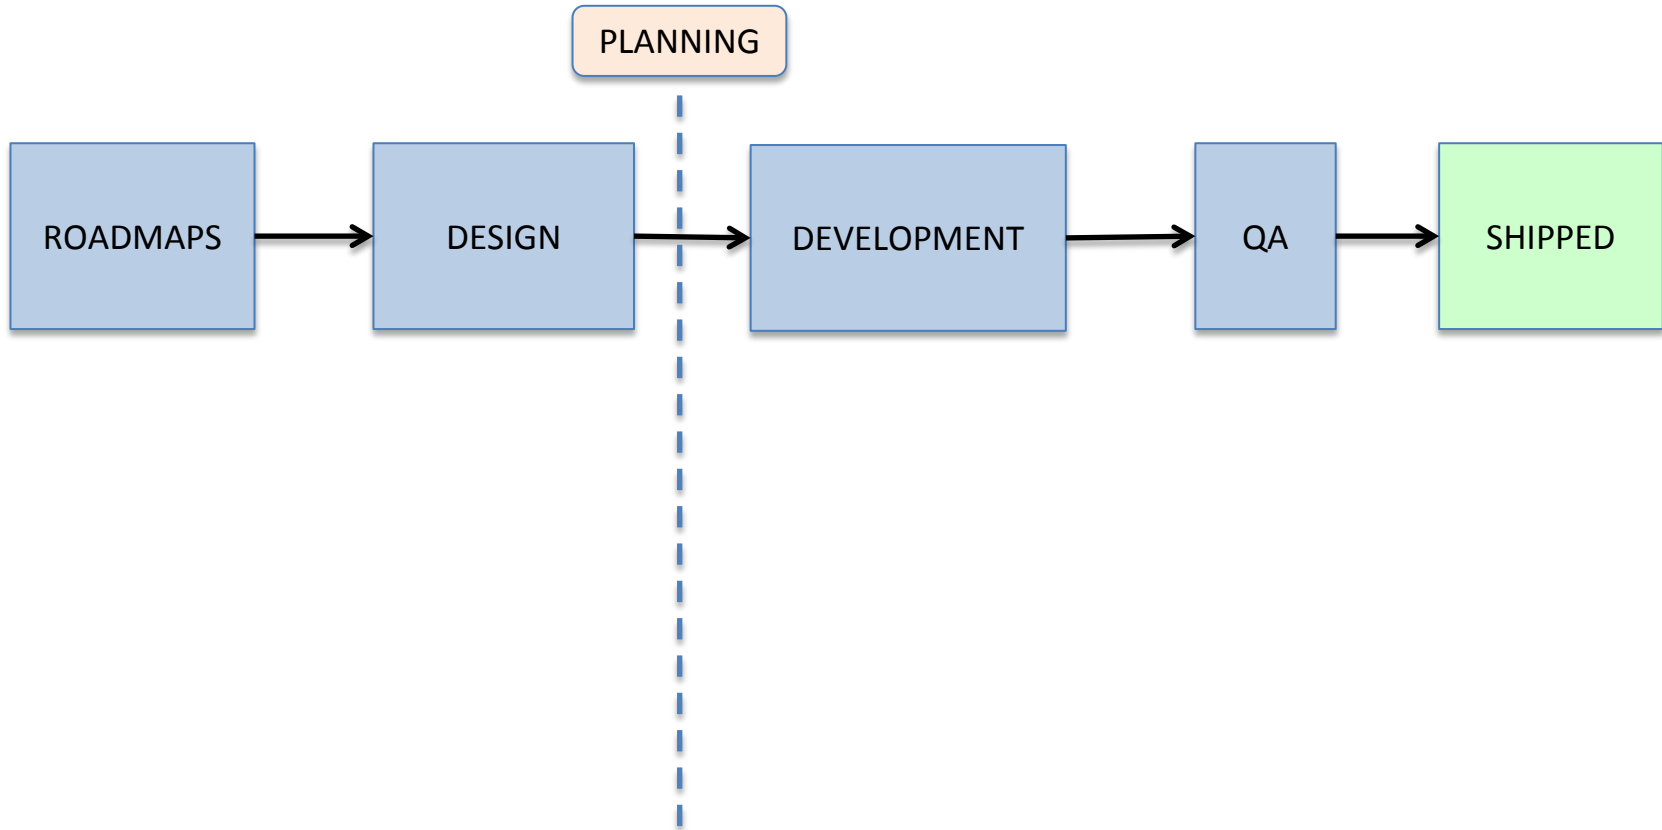 PLANNING
ROADMAPS
DESIGN
DEVELOPMENT
QA
SHIPPED